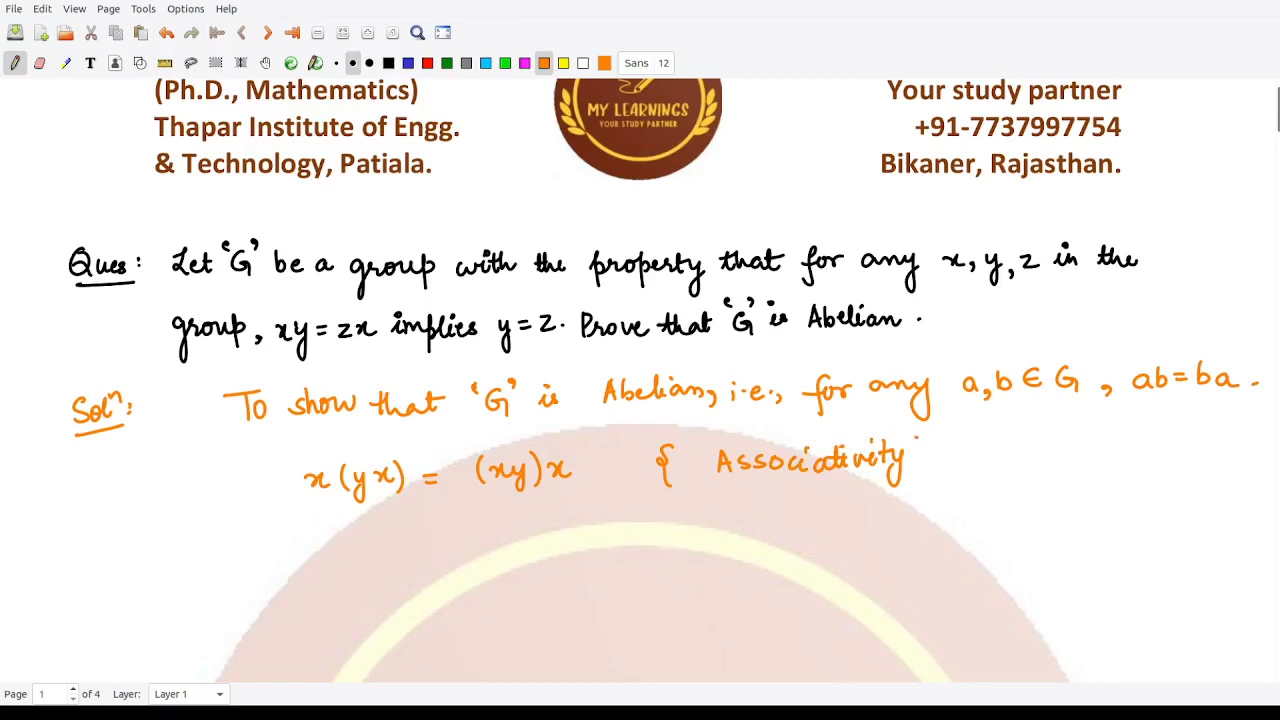 File Edit View Page Tools Options Help
Sans 12
(Ph.D., Mathematics)
Thapar Institute of Engg.
& Technology, Patiala.
MY LEARNINGS
YOUR STUDY PARTNER
Your study partner
+91-7737997754
Bikaner, Rajasthan.
Ques: Let 'G' be a group with the property that for any x, y, z in the
group, xy = zx implies y = z. Prove that 'G' is Abelian.
Solⁿ: To show that 'G' is Abelian, i.e., for any a, b ∈ G, ab = ba.
x(yx) = (xy)x { Associativity
Page 1 of 4 Layer: Layer 1